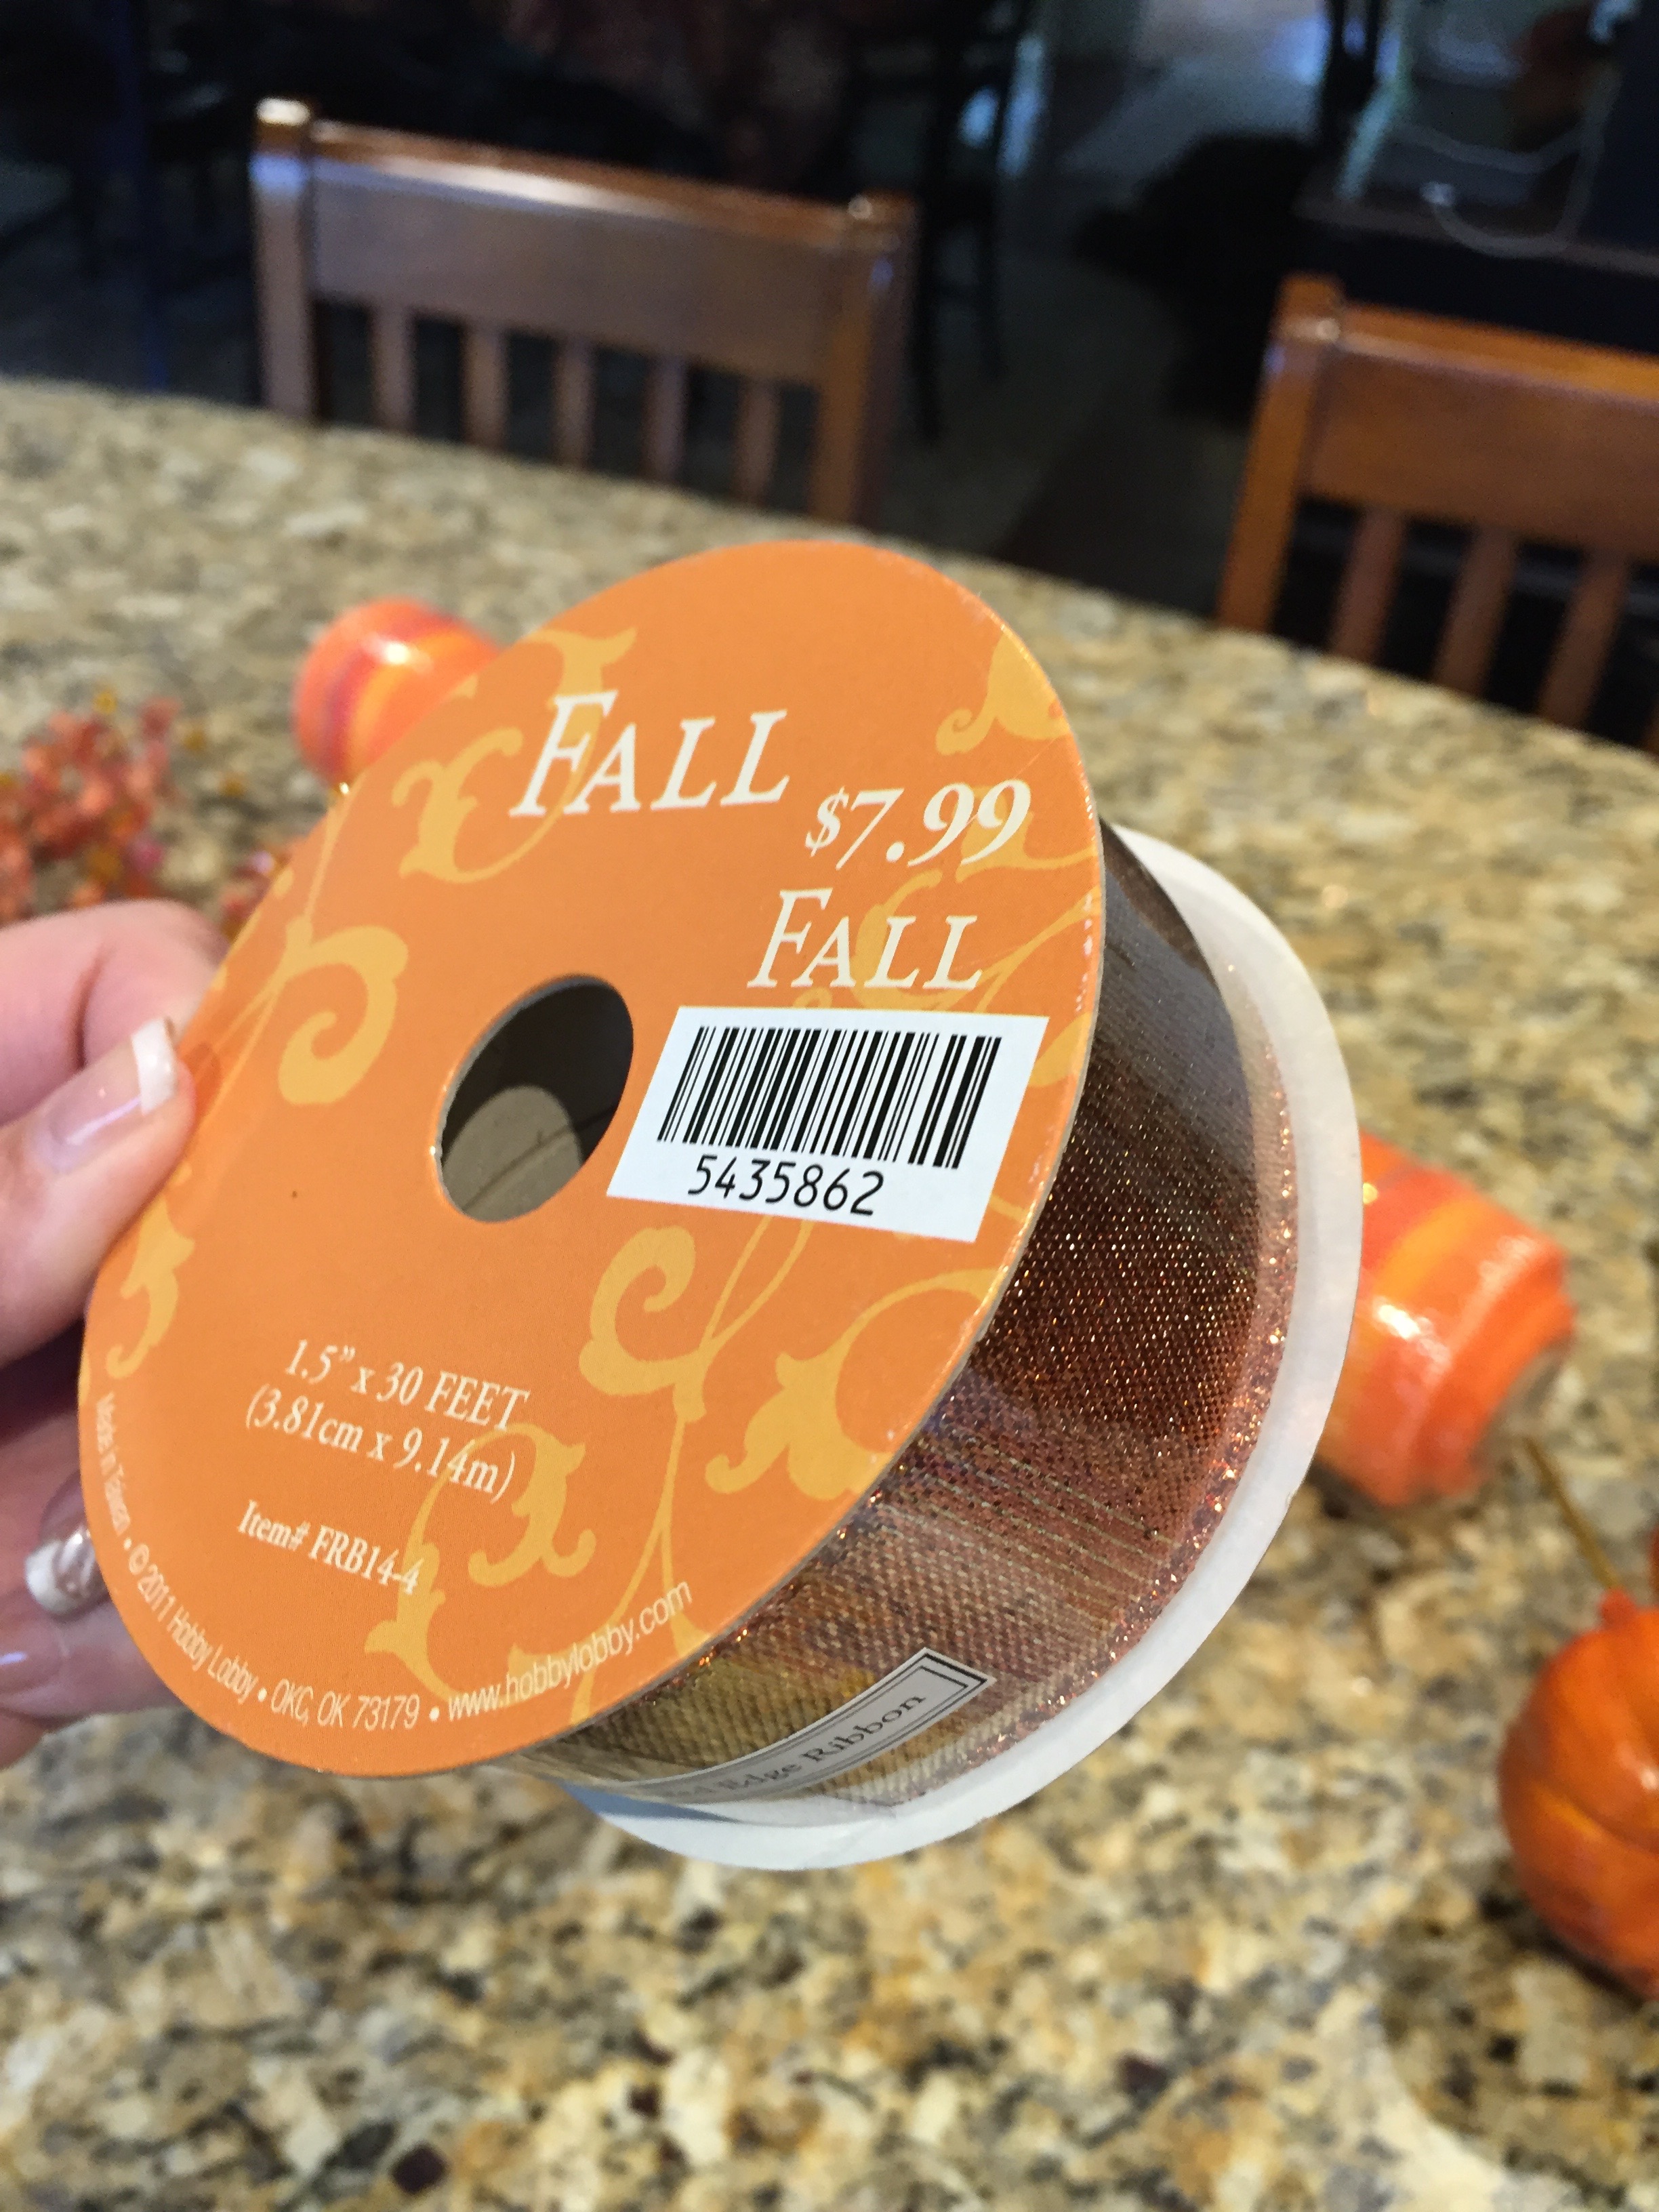 FALL
$7.99
FALL
5435862
1.5” x 30 FEET
(3.81cm x 9.14m)
Item# FRB14-4
Made in Taiwan • © 2011 Hobby Lobby • OKC, OK 73179 • www.hobbylobby.com
Edge Ribbon